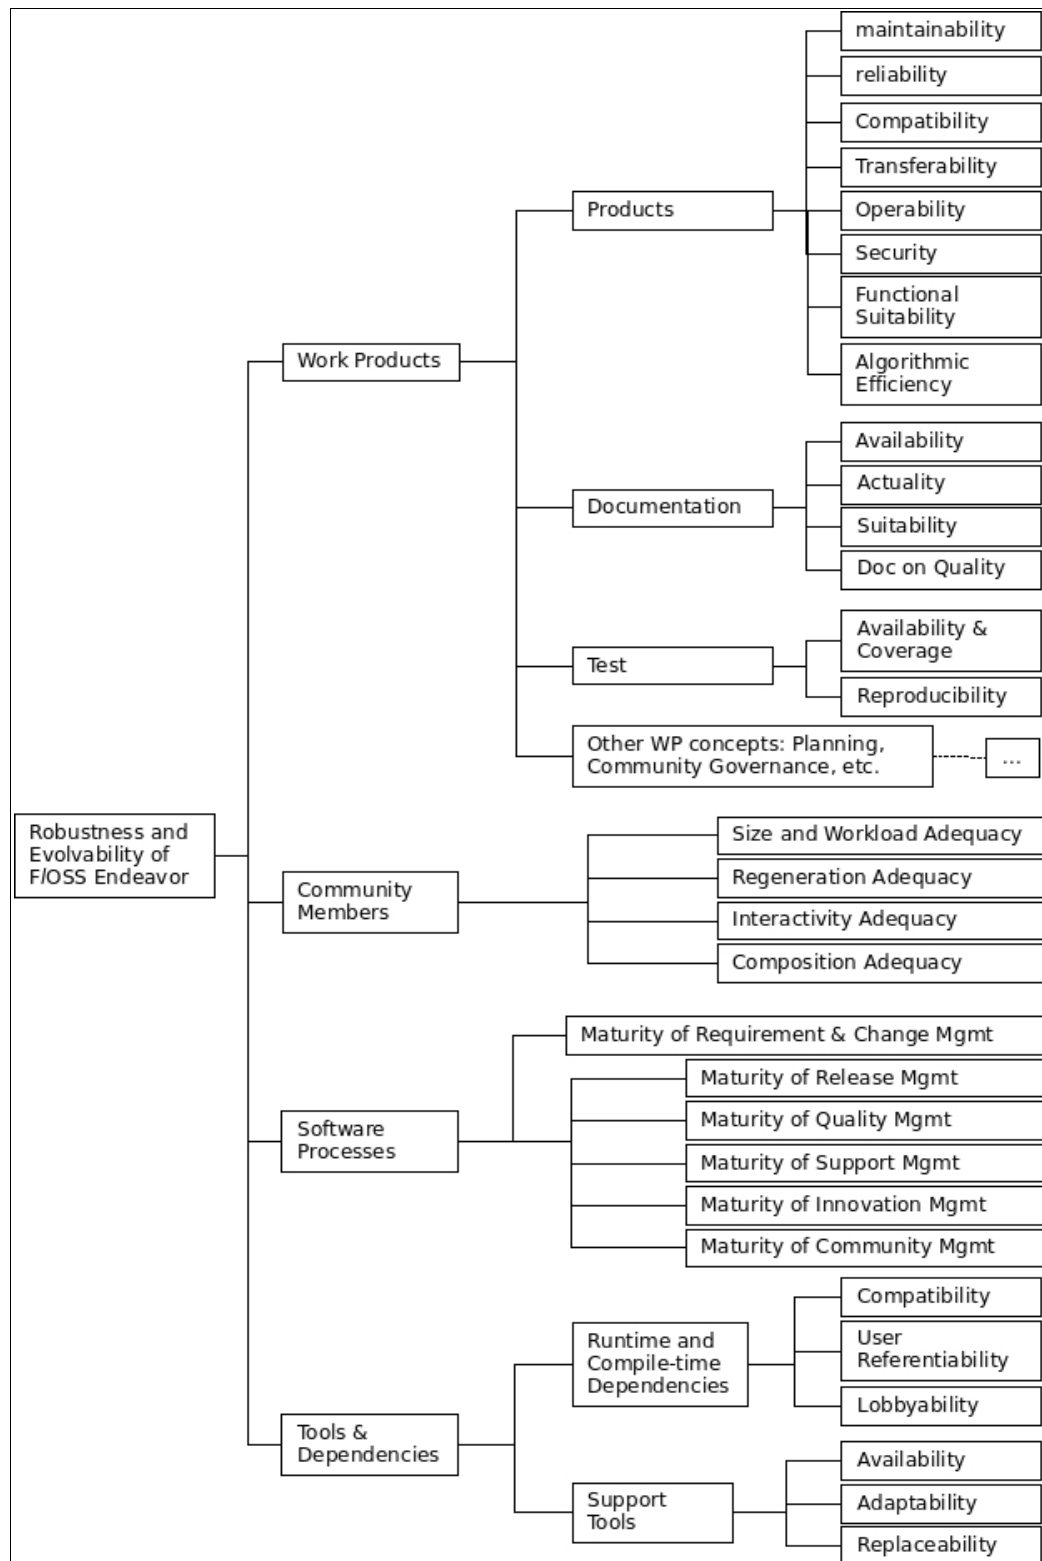 maintainability
reliability
Compatibility
Transferability
Products
Operability
Security
Functional
Suitability
Work Products
Algorithmic
Efficiency
Availability
Actuality
Documentation
Suitability
Doc on Quality
Availability &
Coverage
Test
Reproducibility
Other WP concepts: Planning,
Community Governance, etc.
...
Robustness and
Evolvability of
F/OSS Endeavor
Size and Workload Adequacy
Community
Members
Regeneration Adequacy
Interactivity Adequacy
Composition Adequacy
Maturity of Requirement & Change Mgmt
Maturity of Release Mgmt
Software
Processes
Maturity of Quality Mgmt
Maturity of Support Mgmt
Maturity of Innovation Mgmt
Maturity of Community Mgmt
Compatibility
Runtime and
Compile-time
Dependencies
User
Referentiability
Lobbyability
Tools &
Dependencies
Availability
Support
Tools
Adaptability
Replaceability